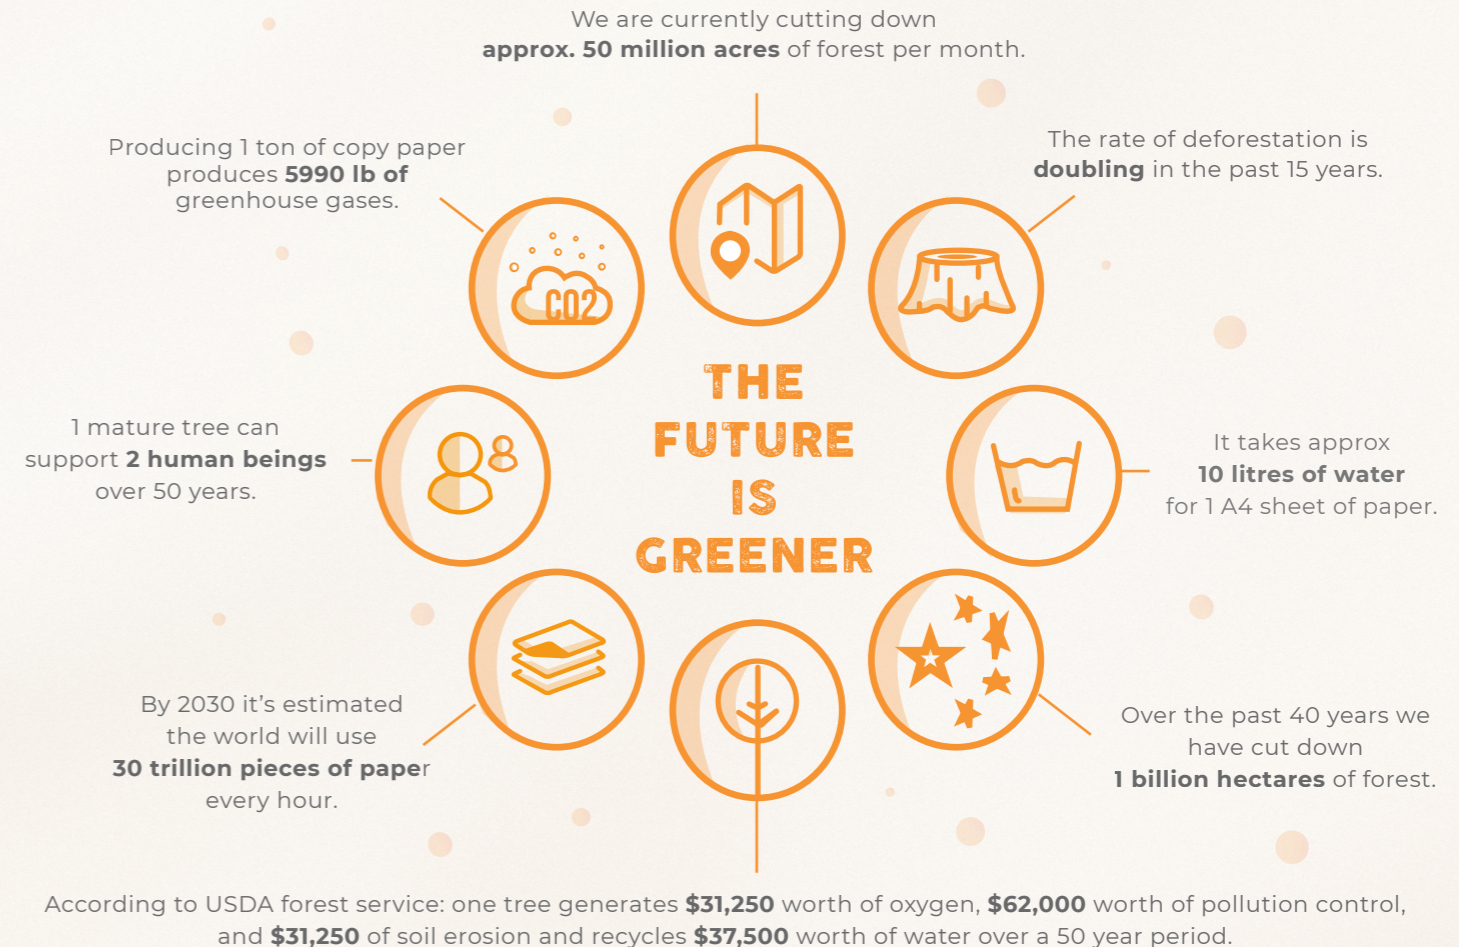 We are currently cutting down
approx. 50 million acres of forest per month.
Producing 1 ton of copy paper
produces 5990 lb of
greenhouse gases.
The rate of deforestation is
doubling in the past 15 years.
CO2
THE
FUTURE
IS
GREENER
1 mature tree can
support 2 human beings
over 50 years.
It takes approx
10 litres of water
for 1 A4 sheet of paper.
By 2030 it’s estimated
the world will use
30 trillion pieces of paper
every hour.
Over the past 40 years we
have cut down
1 billion hectares of forest.
According to USDA forest service: one tree generates $31,250 worth of oxygen, $62,000 worth of pollution control,
and $31,250 of soil erosion and recycles $37,500 worth of water over a 50 year period.